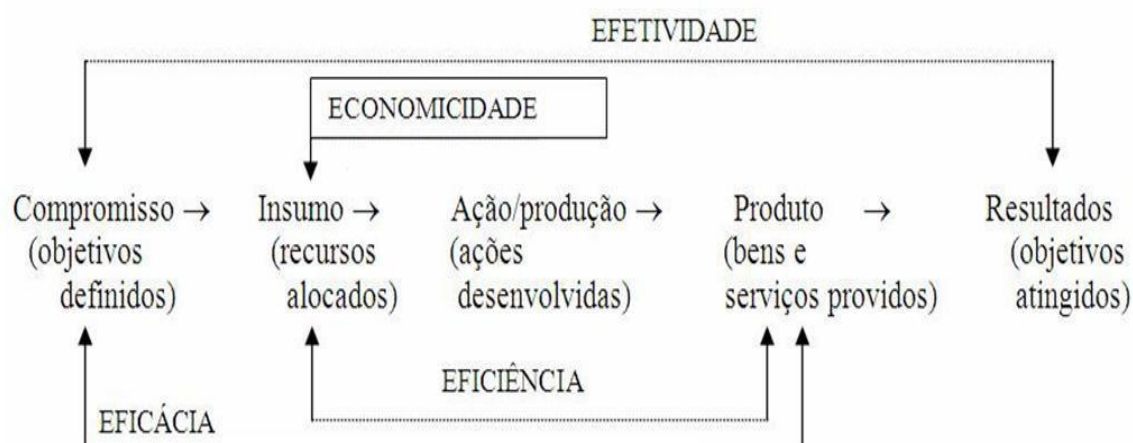 EFETIVIDADE
ECONOMICIDADE
Compromisso → Insumo → Ação/produção → Produto → Resultados
(objetivos (recursos (ações (bens e (objetivos
definidos) alocados) desenvolvidas) serviços providos) atingidos)
EFICIÊNCIA
EFICÁCIA